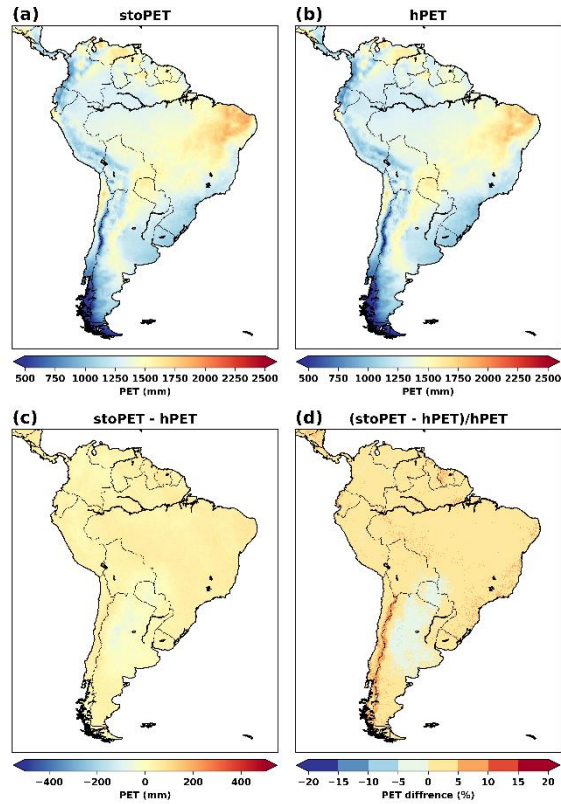 (a) stoPET
(b) hPET
500 750 1000 1250 1500 1750 2000 2250 2500
PET (mm)
500 750 1000 1250 1500 1750 2000 2250 2500
PET (mm)
(c) stoPET - hPET
(d) (stoPET - hPET)/hPET
−400 −200 0 200 400
PET (mm)
−20 −15 −10 −5 0 5 10 15 20
PET diffrence (%)